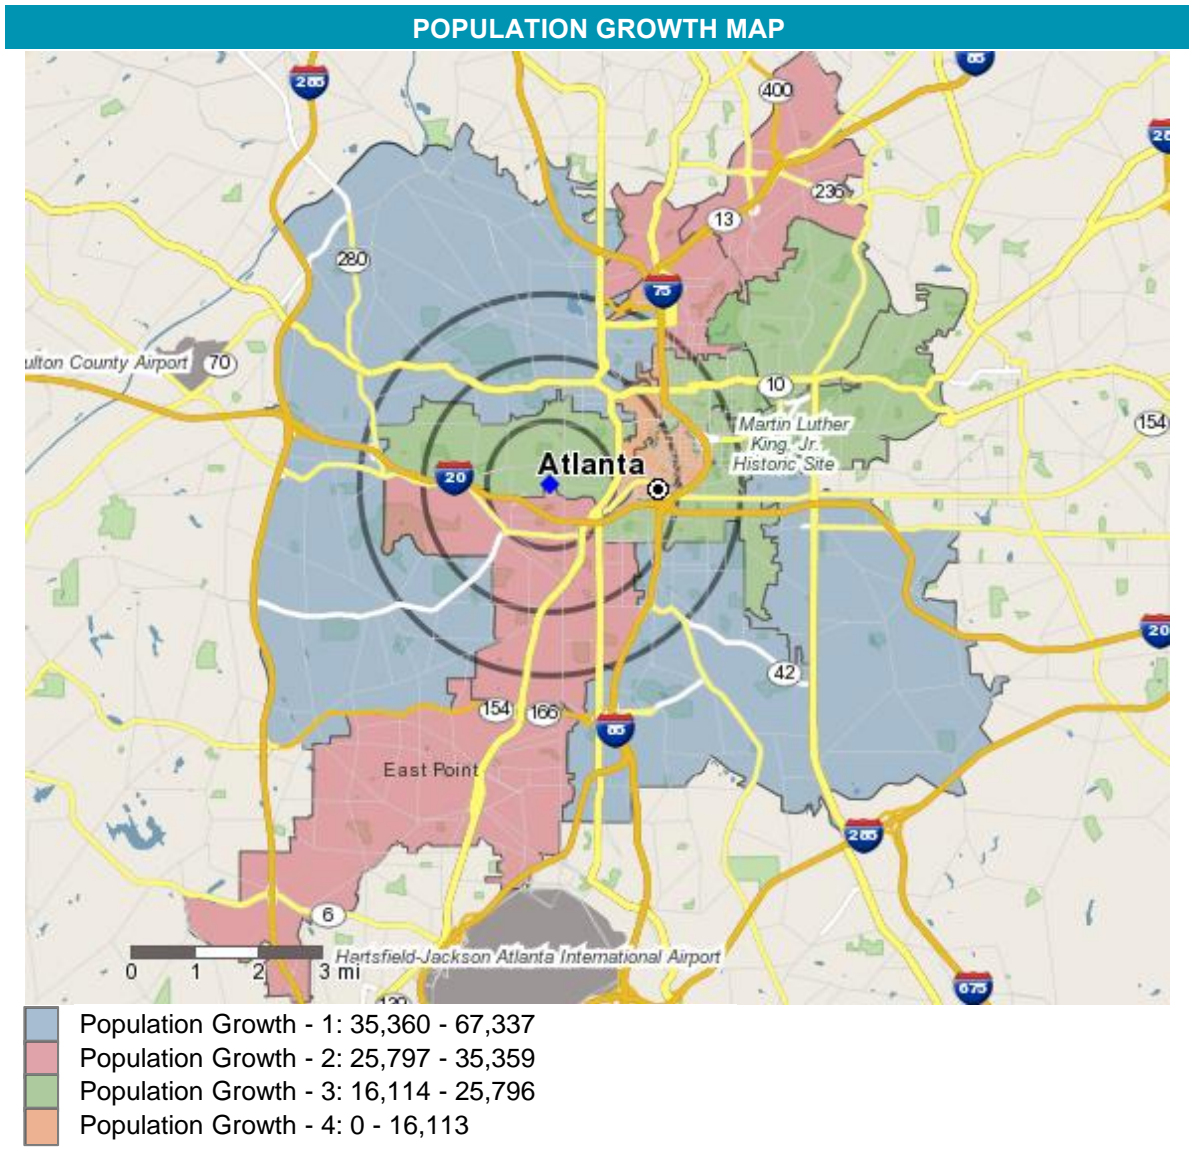 POPULATION GROWTH MAP
85
400
285
236
13
280
75
ulton County Airport
70
10
154
Martin Luther
King, Jr.
Historic Site
Atlanta
20
20
42
154
166
85
East Point
285
6
Hartsfield-Jackson Atlanta International Airport
0 1 2 3 mi
675
139
Population Growth - 1: 35,360 - 67,337
Population Growth - 2: 25,797 - 35,359
Population Growth - 3: 16,114 - 25,796
Population Growth - 4: 0 - 16,113